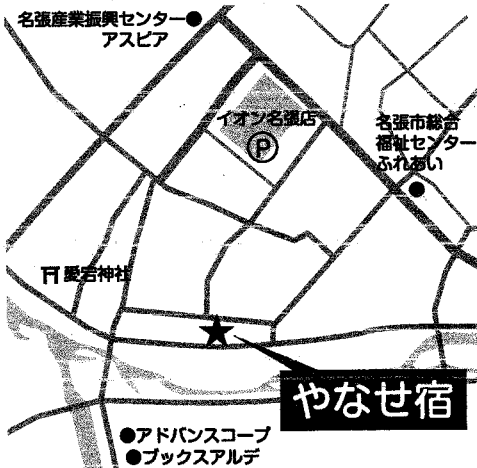 名張産業振興センター
アスピア
イオン名張店
P
名張市総合
福祉センター
ふれあい
愛宕神社
やなせ宿
アドバンスコープ
ブックスアルデ